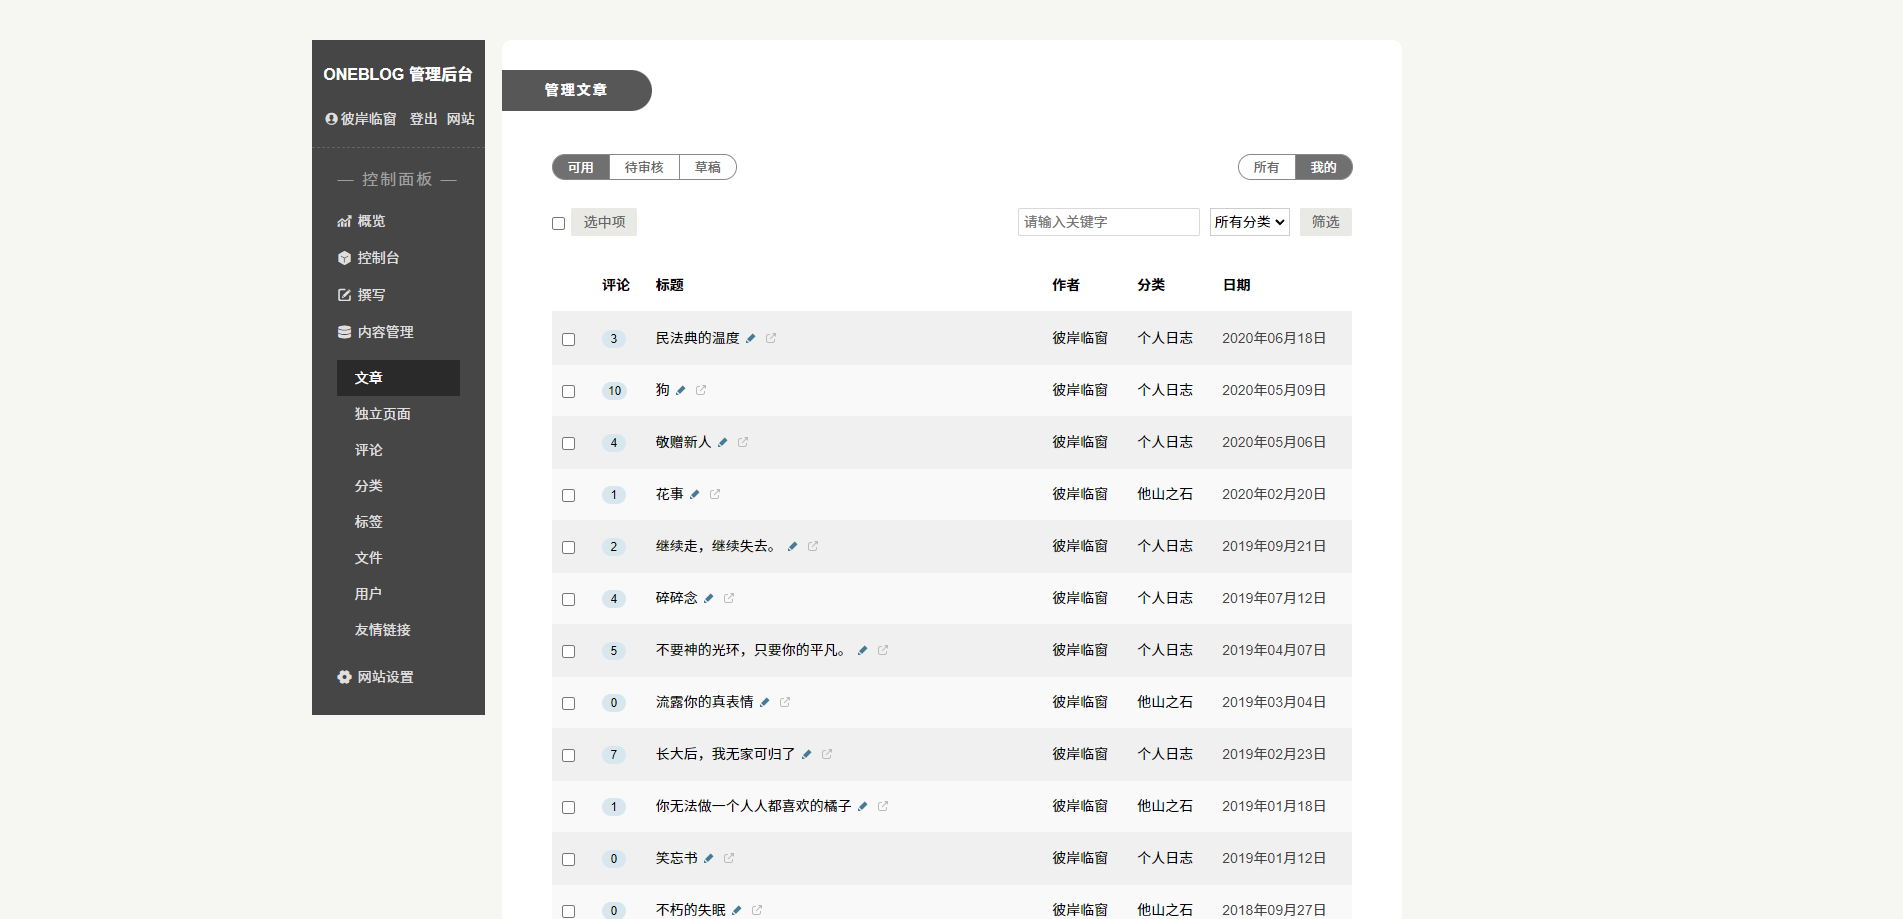 ONEBLOG 管理后台
彼岸临窗 登出 网站
— 控制面板 —
概览
控制台
撰写
内容管理
文章
独立页面
评论
分类
标签
文件
用户
友情链接
网站设置
管理文章
可用 待审核 草稿 所有 我的
选中项 请输入关键字 所有分类 筛选
评论 标题 作者 分类 日期
3 民法典的温度 彼岸临窗 个人日志 2020年06月18日
10 狗 彼岸临窗 个人日志 2020年05月09日
4 敬赠新人 彼岸临窗 个人日志 2020年05月06日
1 花事 彼岸临窗 他山之石 2020年02月20日
2 继续走，继续失去。 彼岸临窗 个人日志 2019年09月21日
4 碎碎念 彼岸临窗 个人日志 2019年07月12日
5 不要神的光环，只要你的平凡。 彼岸临窗 个人日志 2019年04月07日
0 流露你的真表情 彼岸临窗 他山之石 2019年03月04日
7 长大后，我无家可归了 彼岸临窗 个人日志 2019年02月23日
1 你无法做一个人人都喜欢的橘子 彼岸临窗 他山之石 2019年01月18日
0 笑忘书 彼岸临窗 个人日志 2019年01月12日
0 不朽的失眠 彼岸临窗 他山之石 2018年09月27日